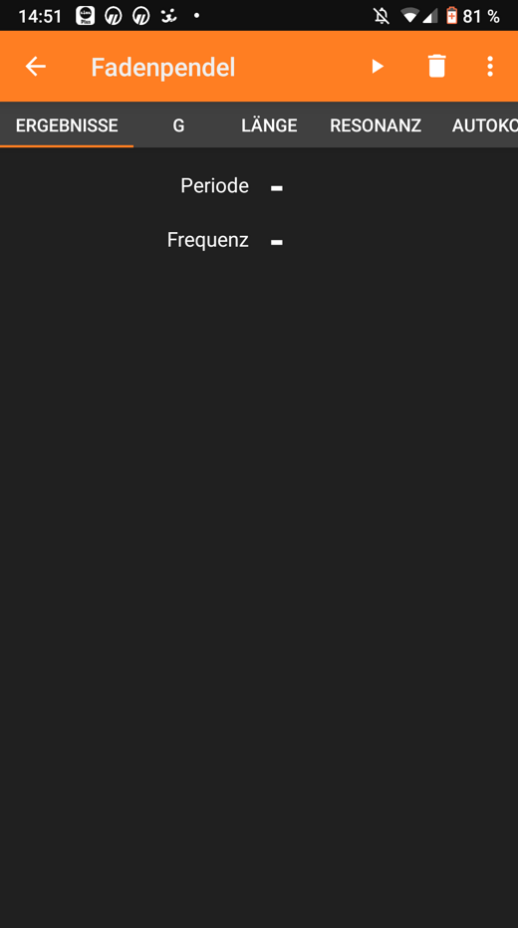 14:51 81 %
Fadenpendel
ERGEBNISSE G LÄNGE RESONANZ AUTOKO
Periode -
Frequenz -